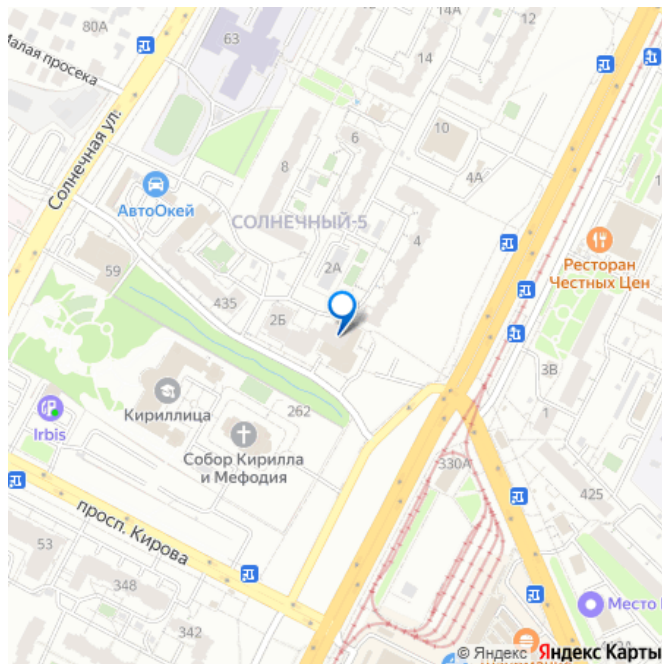 80А
63
14А
12
Малая просека
14
6
10
Солнечная ул.
8
4А
АвтоОкей
СОЛНЕЧНЫЙ-5
4
Ресторан
Честных Цен
59
2А
435
2Б
3В
Кириллица
262
1
Irbis
Собор Кирилла
и Мефодия
330А
425
просп. Кирова
53
348
Место
342
© Яндекс Яндекс Карты